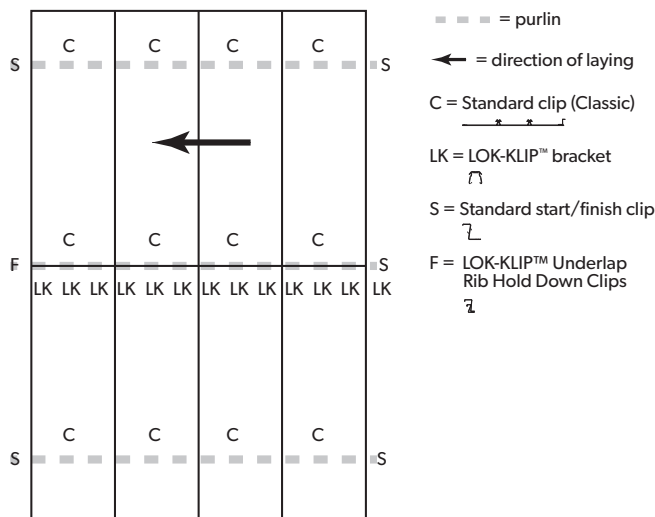 C C C C
S S
C C C C
F S
LK LK LK LK LK LK LK LK LK LK LK LK LK
C C C C
S S
= purlin
= direction of laying
C = Standard clip (Classic)
LK = LOK-KLIP™ bracket
S = Standard start/finish clip
F = LOK-KLIP™ Underlap
Rib Hold Down Clips